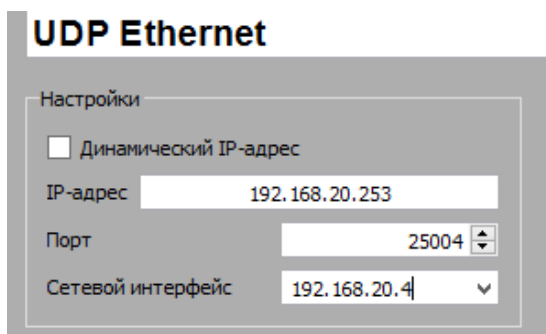 UDP Ethernet
Настройки
Динамический IP-адрес
IP-адрес 192.168.20.253
Порт 25004
Сетевой интерфейс 192.168.20.4